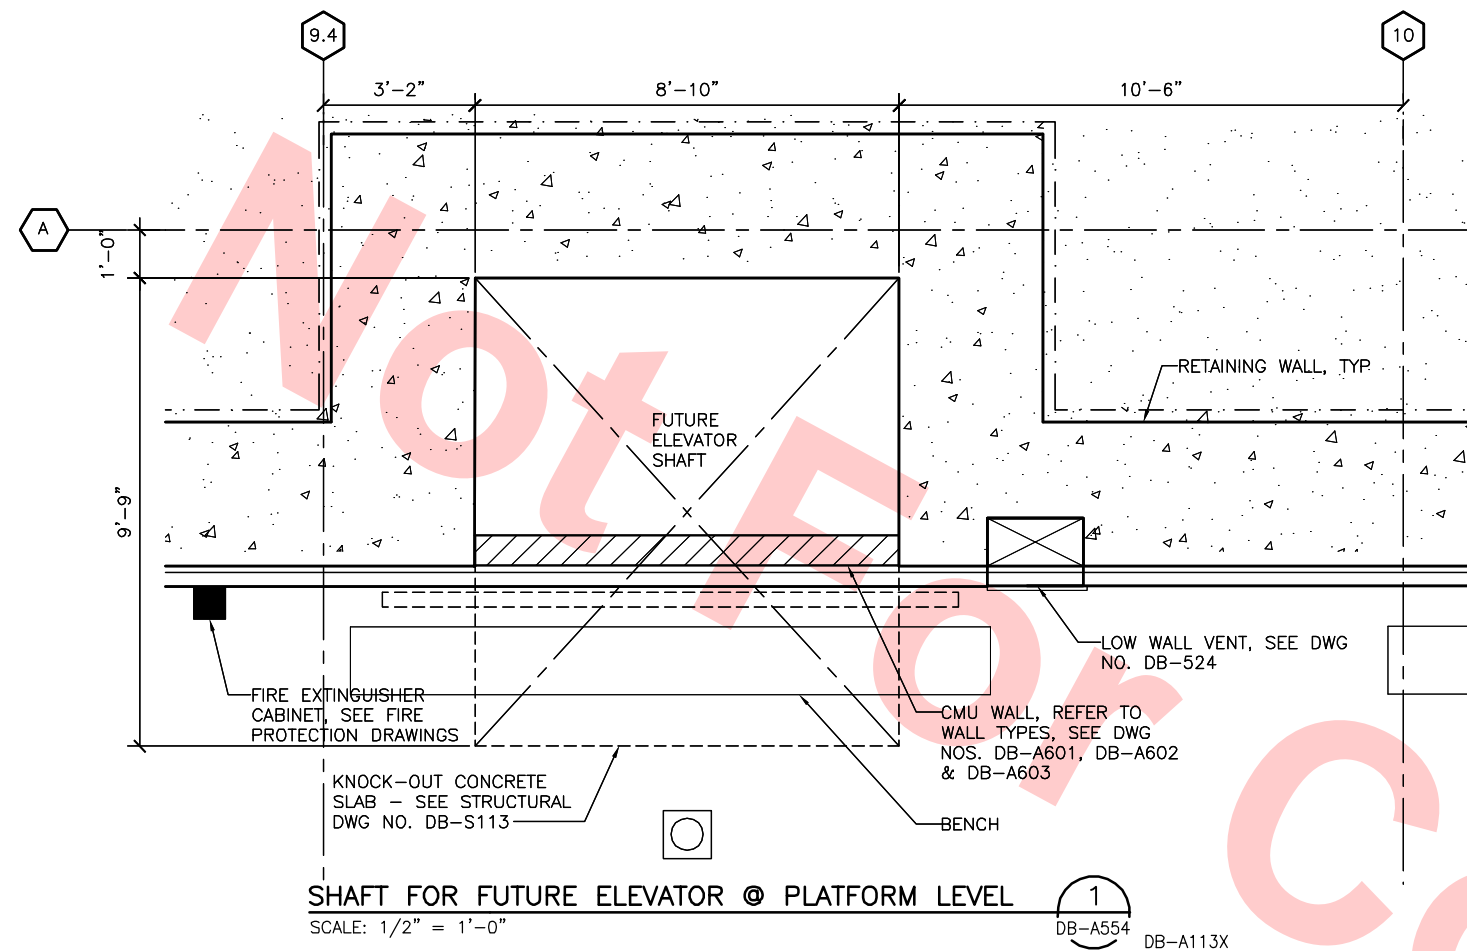 9.4
10
3'-2"
8'-10"
10'-6"
A
1'-0"
9'-9"
RETAINING WALL, TYP
FUTURE
ELEVATOR
SHAFT
LOW WALL VENT, SEE DWG
NO. DB-524
FIRE EXTINGUISHER
CABINET, SEE FIRE
PROTECTION DRAWINGS
CMU WALL, REFER TO
WALL TYPES, SEE DWG
NOS. DB-A601, DB-A602
& DB-A603
KNOCK-OUT CONCRETE
SLAB - SEE STRUCTURAL
DWG NO. DB-S113
BENCH
SHAFT FOR FUTURE ELEVATOR @ PLATFORM LEVEL
1
SCALE: 1/2" = 1'-0"
DB-A554
DB-A113X
Not For Co